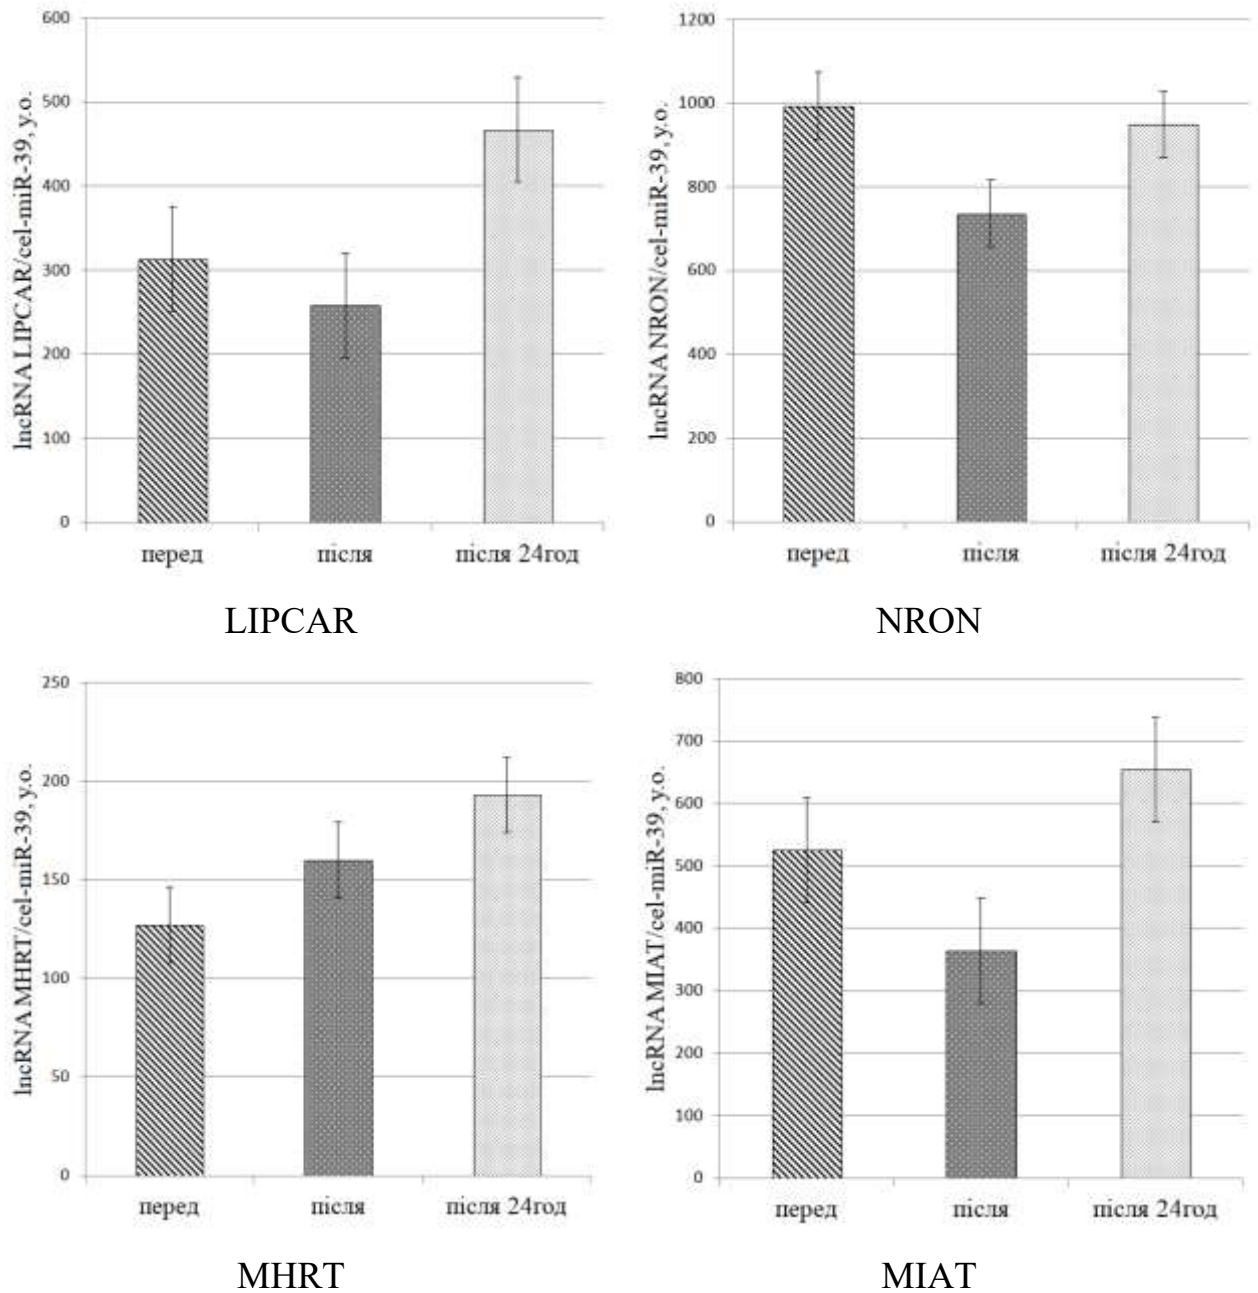 lncRNA LIPCAR/cel-miR-39, у.о.
600
500
400
300
200
100
0
перед після після 24год
LIPCAR
lncRNA NRON/cel-miR-39, у.о.
1200
1000
800
600
400
200
0
перед після після 24год
NRON
lncRNA MHRT/cel-miR-39, у.о.
250
200
150
100
50
0
перед після після 24год
MHRT
lncRNA MIAT/cel-miR-39, у.о.
800
700
600
500
400
300
200
100
0
перед після після 24год
MIAT